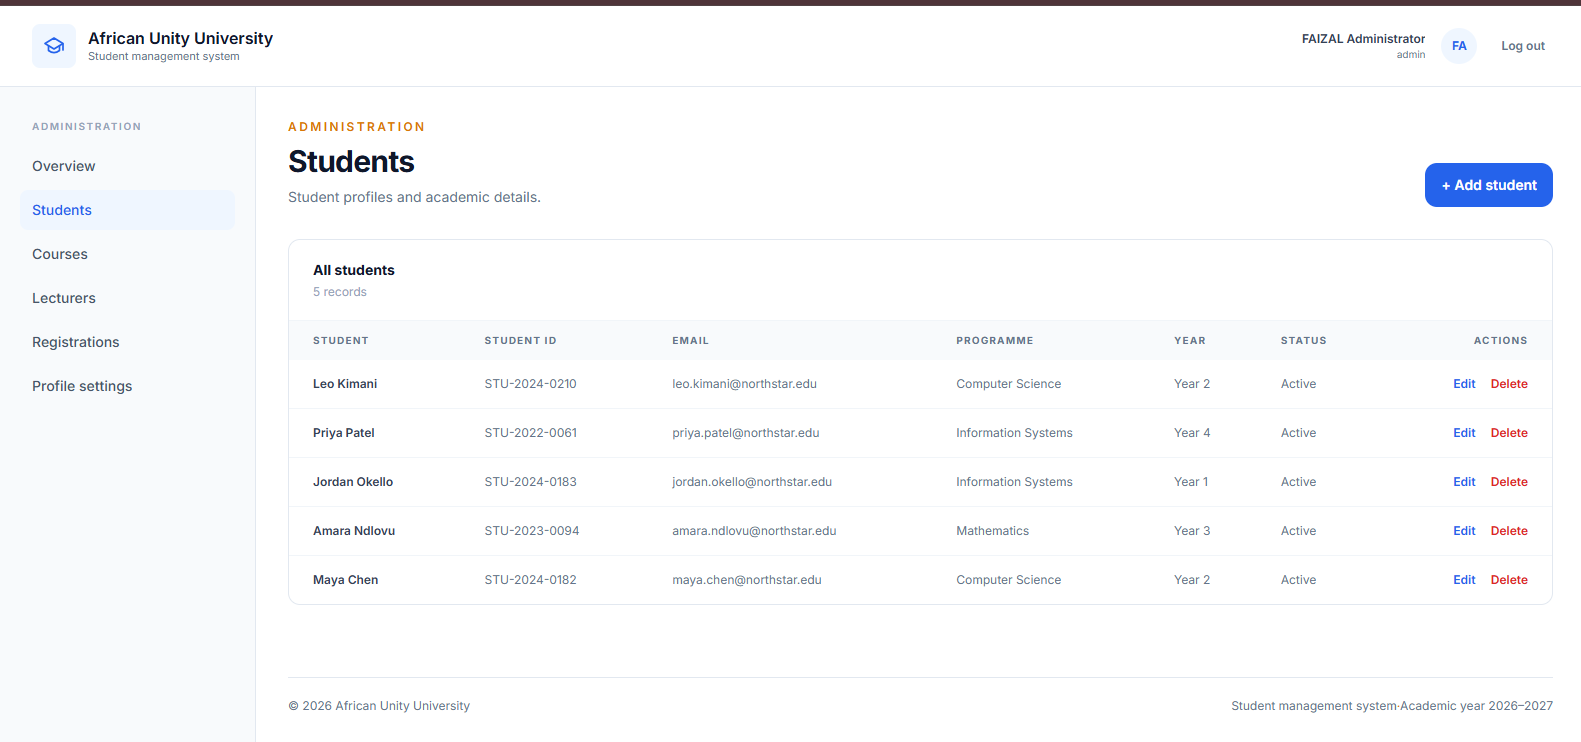 African Unity University
Student management system
FAIZAL Administrator
admin
FA
Log out
ADMINISTRATION
Overview
Students
Courses
Lecturers
Registrations
Profile settings
ADMINISTRATION
Students
Student profiles and academic details.
+ Add student
All students
5 records
STUDENT STUDENT ID EMAIL PROGRAMME YEAR STATUS ACTIONS
Leo Kimani STU-2024-0210 leo.kimani@northstar.edu Computer Science Year 2 Active Edit Delete
Priya Patel STU-2022-0061 priya.patel@northstar.edu Information Systems Year 4 Active Edit Delete
Jordan Okello STU-2024-0183 jordan.okello@northstar.edu Information Systems Year 1 Active Edit Delete
Amara Ndlovu STU-2023-0094 amara.ndlovu@northstar.edu Mathematics Year 3 Active Edit Delete
Maya Chen STU-2024-0182 maya.chen@northstar.edu Computer Science Year 2 Active Edit Delete
© 2026 African Unity University
Student management system·Academic year 2026–2027